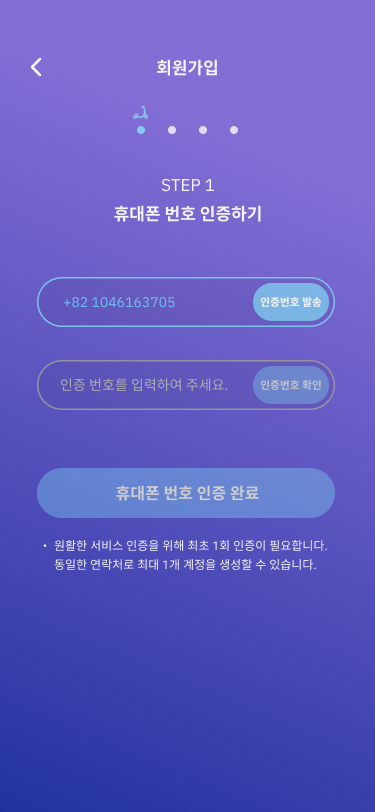 회원가입
STEP 1
휴대폰 번호 인증하기
+82 1046163705
인증번호 발송
인증 번호를 입력하여 주세요.
인증번호 확인
휴대폰 번호 인증 완료
• 원활한 서비스 인증을 위해 최초 1회 인증이 필요합니다.
동일한 연락처로 최대 1개 계정을 생성할 수 있습니다.